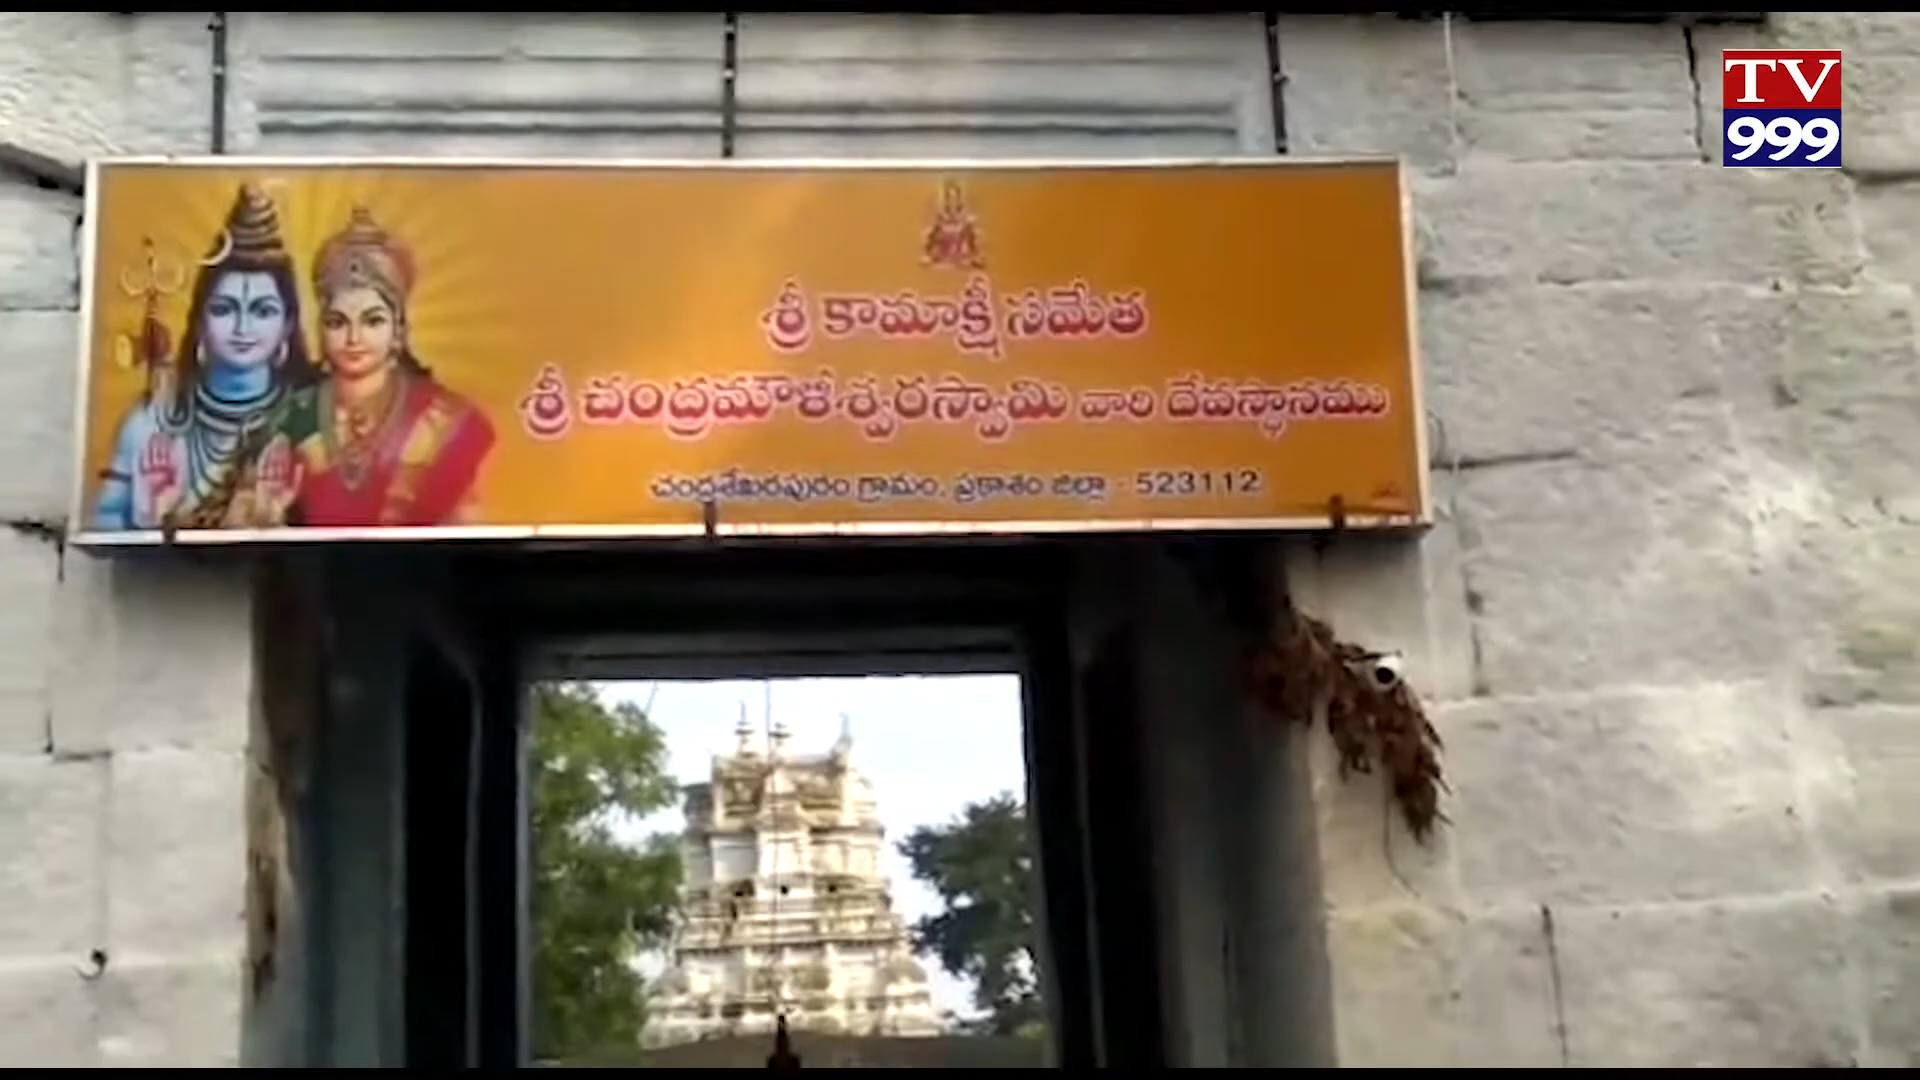 TV
999
శ్రీ కామాక్షీ సమేత
శ్రీ చంద్రమౌళీశ్వరస్వామి వారి దేవస్థానము
చంద్రశేఖరపురం గ్రామం, ప్రకాశం జిల్లా - 523112